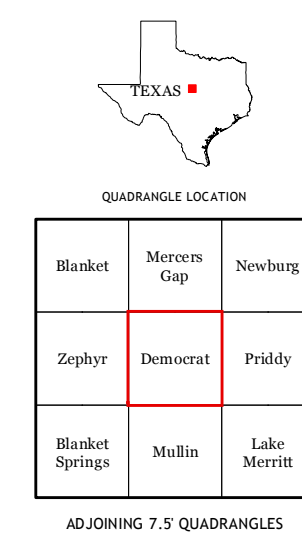 TEXAS
QUADRANGLE LOCATION
Blanket
Mercers
Gap
Newburg
Zephyr
Democrat
Priddy
Blanket
Springs
Mullin
Lake
Merritt
ADJOINING 7.5' QUADRANGLES